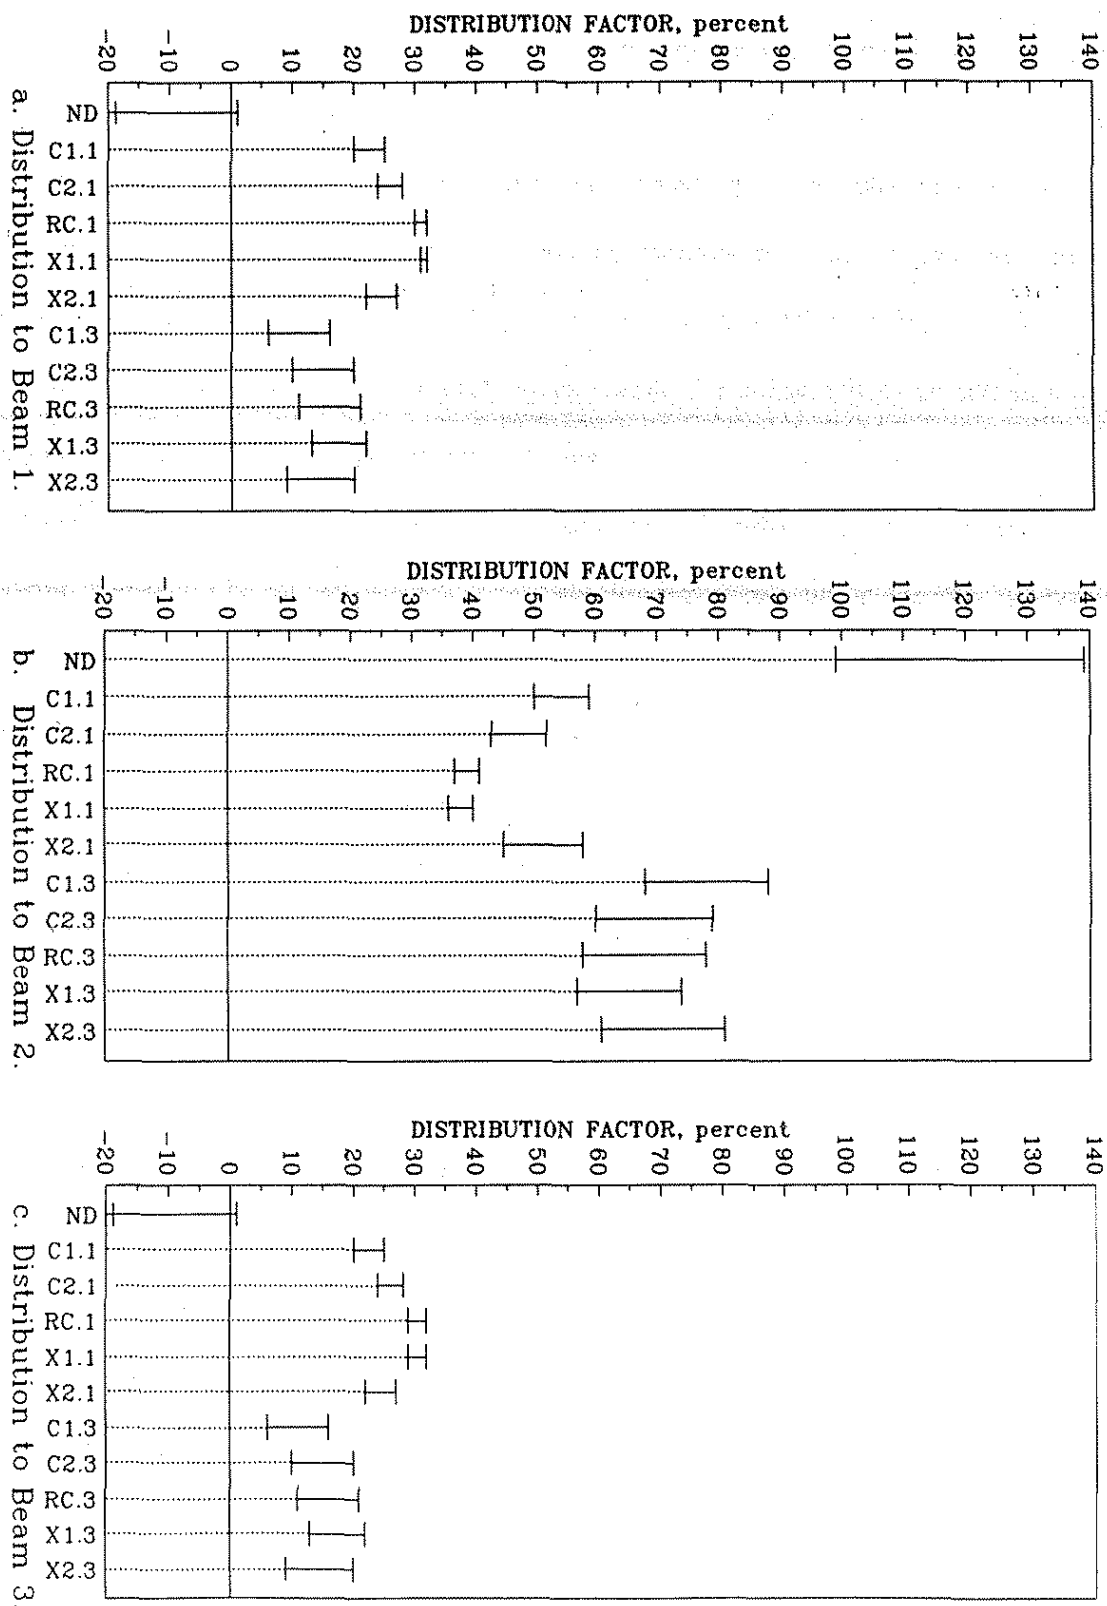 DISTRIBUTION FACTOR, percent
-20
-10
0
10
20
30
40
50
60
70
80
90
100
110
120
130
140
ND
C1.1
C2.1
RC.1
X1.1
X2.1
C1.3
C2.3
RC.3
X1.3
X2.3
a. Distribution to Beam 1.
DISTRIBUTION FACTOR, percent
-20
-10
0
10
20
30
40
50
60
70
80
90
100
110
120
130
140
ND
C1.1
C2.1
RC.1
X1.1
X2.1
C1.3
C2.3
RC.3
X1.3
X2.3
b. Distribution to Beam 2.
DISTRIBUTION FACTOR, percent
-20
-10
0
10
20
30
40
50
60
70
80
90
100
110
120
130
140
ND
C1.1
C2.1
RC.1
X1.1
X2.1
C1.3
C2.3
RC.3
X1.3
X2.3
c. Distribution to Beam 3.